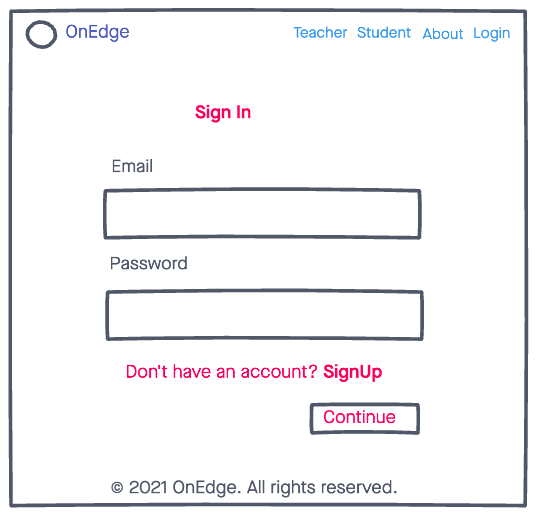 OnEdge Teacher Student About Login
Sign In
Email
Password
Don't have an account? SignUp
Continue
© 2021 OnEdge. All rights reserved.